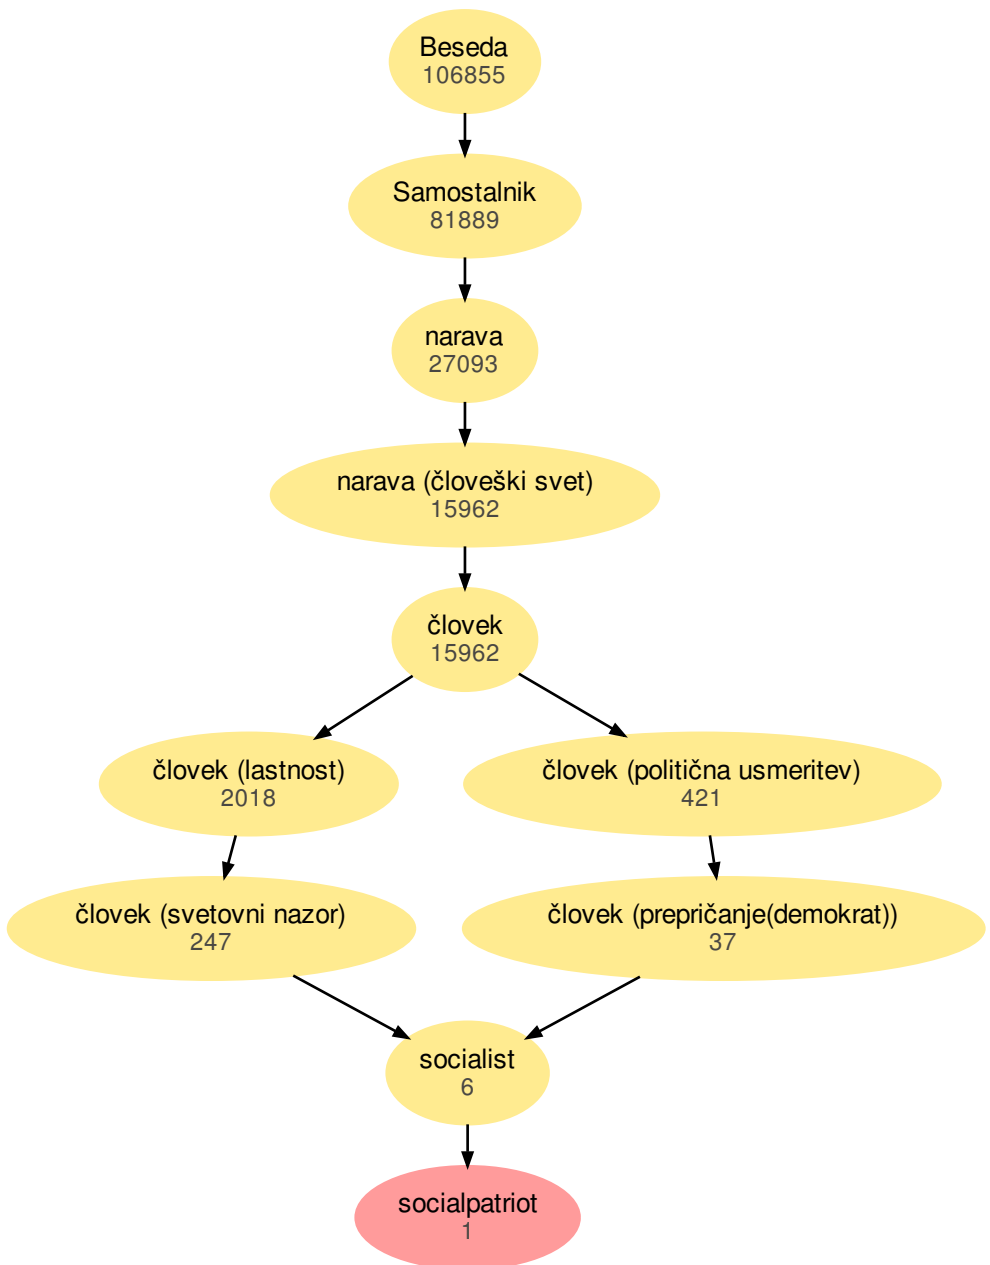 Beseda
106855
Samostalnik
81889
narava
27093
narava (človeški svet)
15962
človek
15962
človek (lastnost)
2018
človek (politična usmeritev)
421
človek (svetovni nazor)
247
človek (prepričanje(demokrat))
37
socialist
6
socialpatriot
1